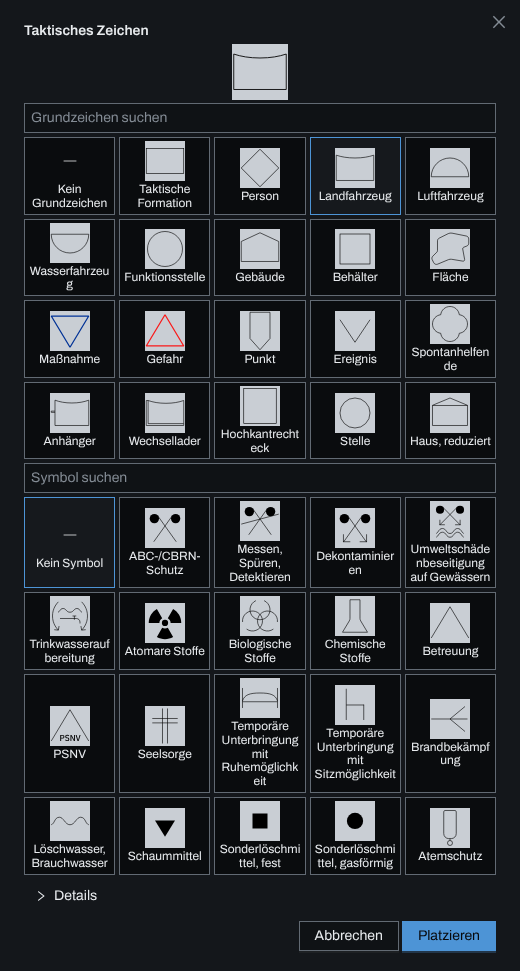 Taktisches Zeichen
Grundzeichen suchen
Kein
Grundzeichen
Taktische
Formation
Person
Landfahrzeug
Luftfahrzeug
Wasserfahrzeu
g
Funktionsstelle
Gebäude
Behälter
Fläche
Maßnahme
Gefahr
Punkt
Ereignis
Spontanhelfen
de
Anhänger
Wechsellader
Hochkantrecht
eck
Stelle
Haus, reduziert
Symbol suchen
Kein Symbol
ABC-/CBRN-
Schutz
Messen,
Spüren,
Detektieren
Dekontaminier
en
Umweltschäde
nbeseitigung
auf Gewässern
Trinkwasserauf
bereitung
Atomare Stoffe
Biologische
Stoffe
Chemische
Stoffe
Betreuung
PSNV
PSNV
Seelsorge
Temporäre
Unterbringung
mit
Ruhemöglichk
eit
Temporäre
Unterbringung
mit
Sitzmöglichkeit
Brandbekämpf
ung
Löschwasser,
Brauchwasser
Schaummittel
Sonderlöschmi
ttel, fest
Sonderlöschmi
ttel, gasförmig
Atemschutz
Details
Abbrechen
Platzieren